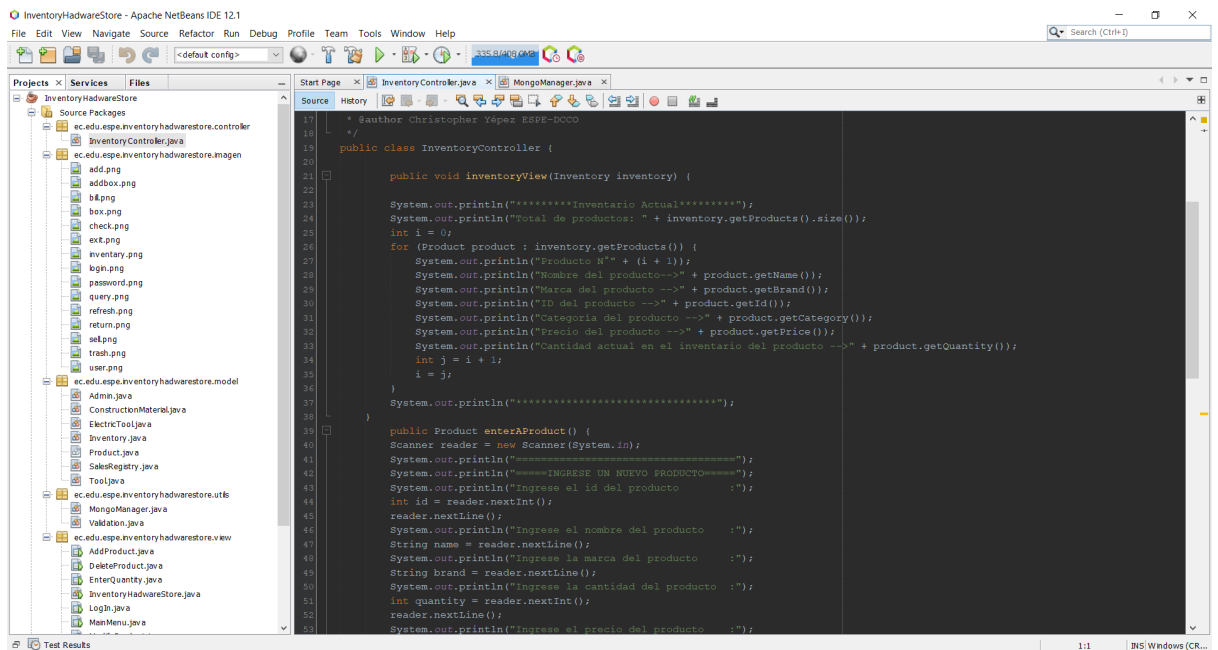 InventoryHadwareStore - Apache NetBeans IDE 12.1
File Edit View Navigate Source Refactor Run Debug Profile Team Tools Window Help
Search (Ctrl+I)
<default config>
335.8/408.0MB
Projects Services Files
Start Page InventoryController.java MongoManager.java
Source History
InventoryHadwareStore
Source Packages
ec.edu.espe.inventoryhadwarestore.controller
InventoryController.java
ec.edu.espe.inventoryhadwarestore.imagen
add.png
addbox.png
bill.png
box.png
check.png
exit.png
inventary.png
login.png
password.png
query.png
refresh.png
return.png
sell.png
trash.png
user.png
ec.edu.espe.inventoryhadwarestore.model
Admin.java
ConstructionMaterial.java
ElectricTool.java
Inventory.java
Product.java
SalesRegistry.java
Tool.java
ec.edu.espe.inventoryhadwarestore.utils
MongoManager.java
Validation.java
ec.edu.espe.inventoryhadwarestore.view
AddProduct.java
DeleteProduct.java
EnterQuantity.java
InventoryHadwareStore.java
LogIn.java
MainMenu.java
17 * @author Christopher Yépez ESPE-DCCO
18 */
19 public class InventoryController {
20
21 public void inventoryView(Inventory inventory) {
22
23 System.out.println("*********Inventario Actual*********");
24 System.out.println("Total de productos: " + inventory.getProducts().size());
25 int i = 0;
26 for (Product product : inventory.getProducts()) {
27 System.out.println("Producto N°" + (i + 1));
28 System.out.println("Nombre del producto-->" + product.getName());
29 System.out.println("Marca del producto -->" + product.getBrand());
30 System.out.println("ID del producto -->" + product.getId());
31 System.out.println("Categoría del producto -->" + product.getCategory());
32 System.out.println("Precio del producto -->" + product.getPrice());
33 System.out.println("Cantidad actual en el inventario del producto -->" + product.getQuantity());
34 int j = i + 1;
35 i = j;
36 }
37 System.out.println("********************************");
38 }
39 public Product enterAProduct() {
40 Scanner reader = new Scanner(System.in);
41 System.out.println("===================================");
42 System.out.println("=====INGRESE UN NUEVO PRODUCTO=====");
43 System.out.println("Ingrese el id del producto :");
44 int id = reader.nextInt();
45 reader.nextLine();
46 System.out.println("Ingrese el nombre del producto :");
47 String name = reader.nextLine();
48 System.out.println("Ingrese la marca del producto :");
49 String brand = reader.nextLine();
50 System.out.println("Ingrese la cantidad del producto :");
51 int quantity = reader.nextInt();
52 reader.nextLine();
53 System.out.println("Ingrese el precio del producto :");
Test Results
1:1 INS Windows (CR...